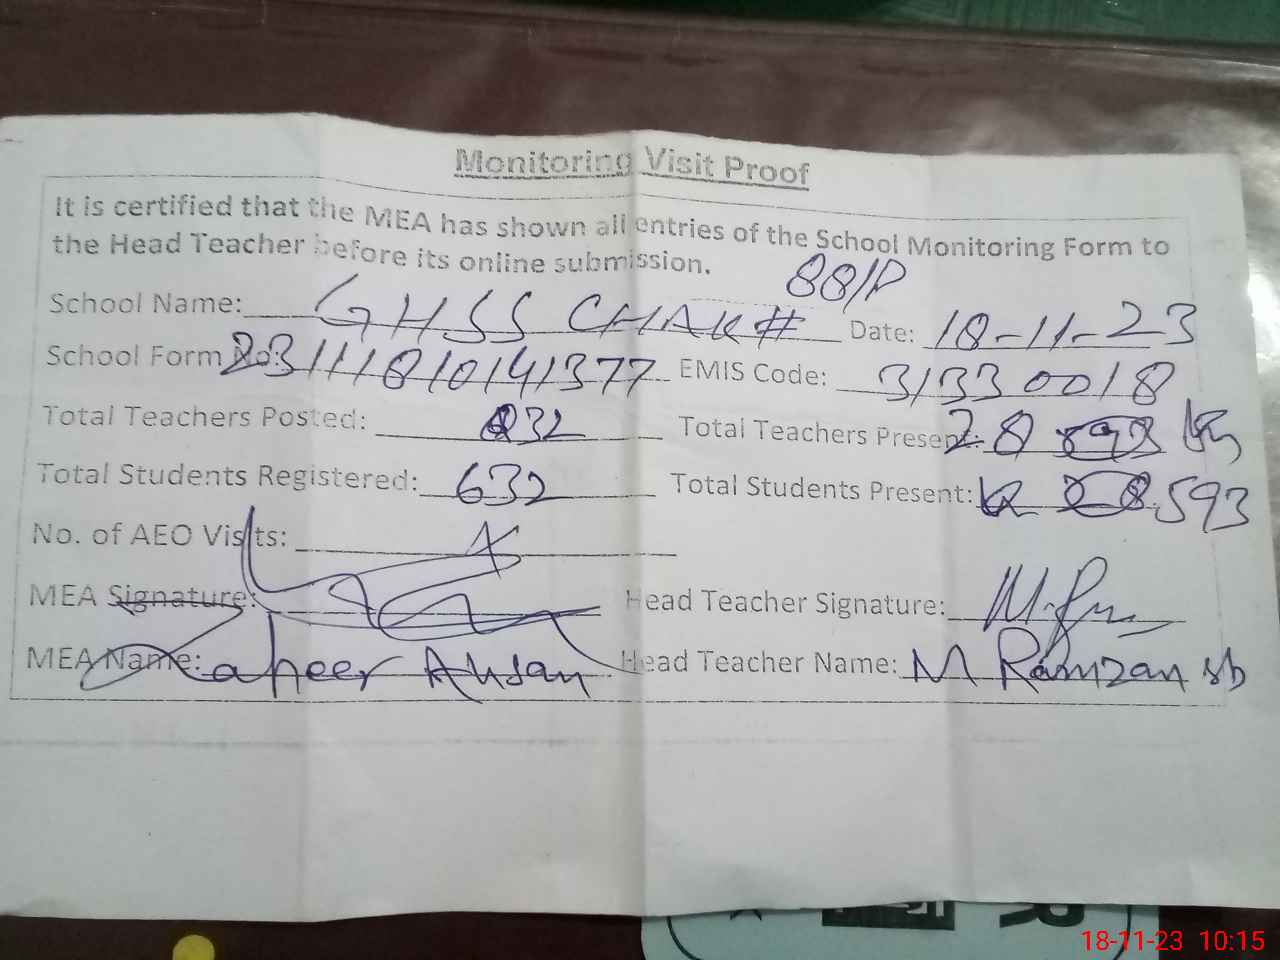 Monitoring Visit Proof
It is certified that the MEA has shown all entries of the School Monitoring Form to
the Head Teacher before its online submission.
School Name: GHSS CHAK# 88/P Date: 18-11-23
School Form No: 23111810141377 EMIS Code: 31330018
Total Teachers Posted: 32 Total Teachers Present: 28
Total Students Registered: 632 Total Students Present: 593
No. of AEO Visits:
MEA Signature: Head Teacher Signature:
MEA Name: Zaheer Ahsan Head Teacher Name: M Ramzan sb
18-11-23 10:15